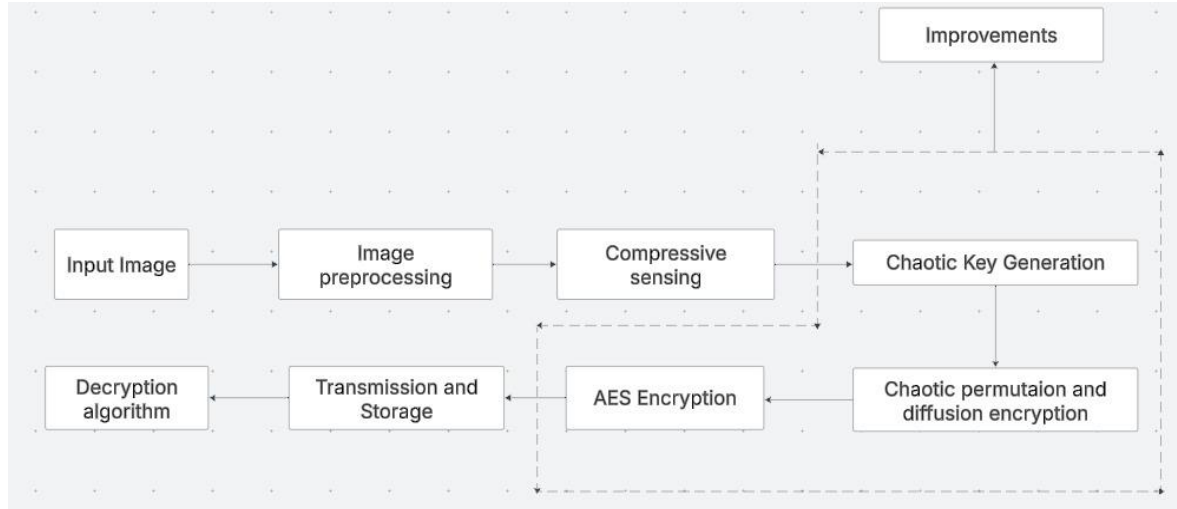 Improvements
Input Image
Image
preprocessing
Compressive
sensing
Chaotic Key Generation
Decryption
algorithm
Transmission and
Storage
AES Encryption
Chaotic permutaion and
diffusion encryption